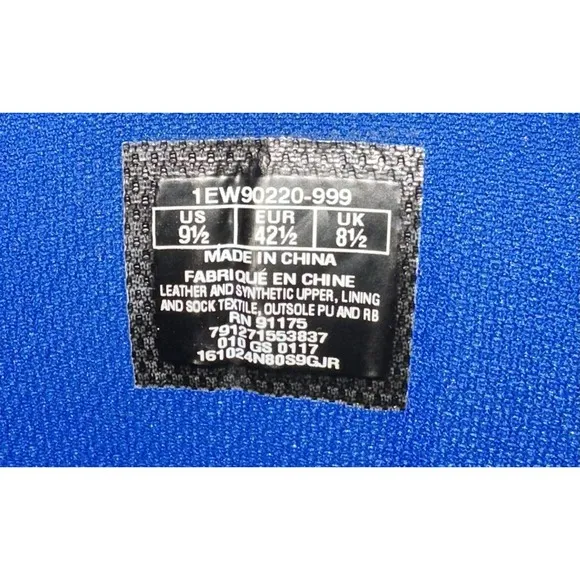 1EW90220-999
US EUR UK
9½ 42½ 8½
MADE IN CHINA
FABRIQUÉ EN CHINE
LEATHER AND SYNTHETIC UPPER, LINING
AND SOCK TEXTILE, OUTSOLE PU AND RB
RN 91175
791271553837
010 GS 0117
161024N80S9GJR